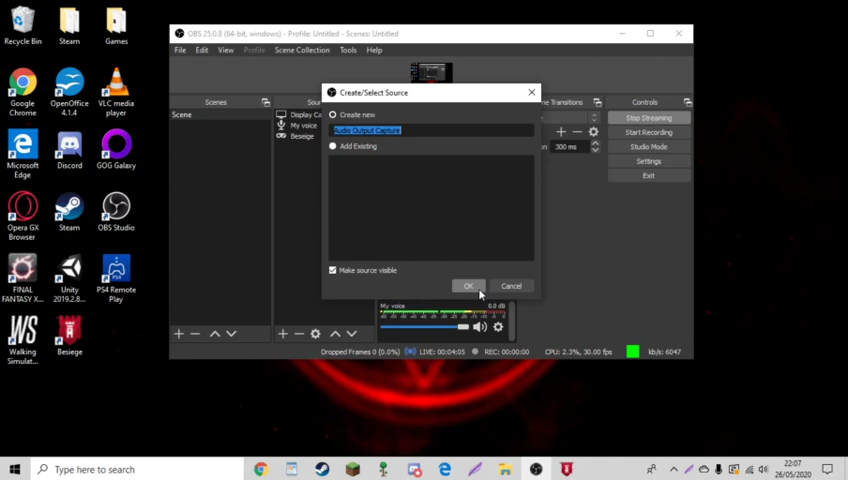 OBS 25.0.8 (64-bit, windows) - Profile: Untitled - Scenes: Untitled
File Edit View Profile Scene Collection Tools Help
Create/Select Source
Create new
Audio Output Capture
Add Existing
Make source visible
OK Cancel
Scenes
Scene
Sour
Display Ca
My voice
Beseige
ne Transitions
300 ms
Controls
Stop Streaming
Start Recording
Studio Mode
Settings
Exit
My voice 0.0 dB
Dropped Frames 0 (0.0%) LIVE: 00:04:05 REC: 00:00:00 CPU: 2.3%, 30.00 fps kb/s: 6047
Recycle Bin
Steam
Games
Google
Chrome
OpenOffice
4.1.4
VLC media
player
Microsoft
Edge
Discord
GOG Galaxy
Opera GX
Browser
Steam
OBS Studio
FINAL
FANTASY X...
Unity
2019.2.8...
PS4 Remote
Play
Walking
Simulat...
Besiege
Type here to search
22:07
26/05/2020